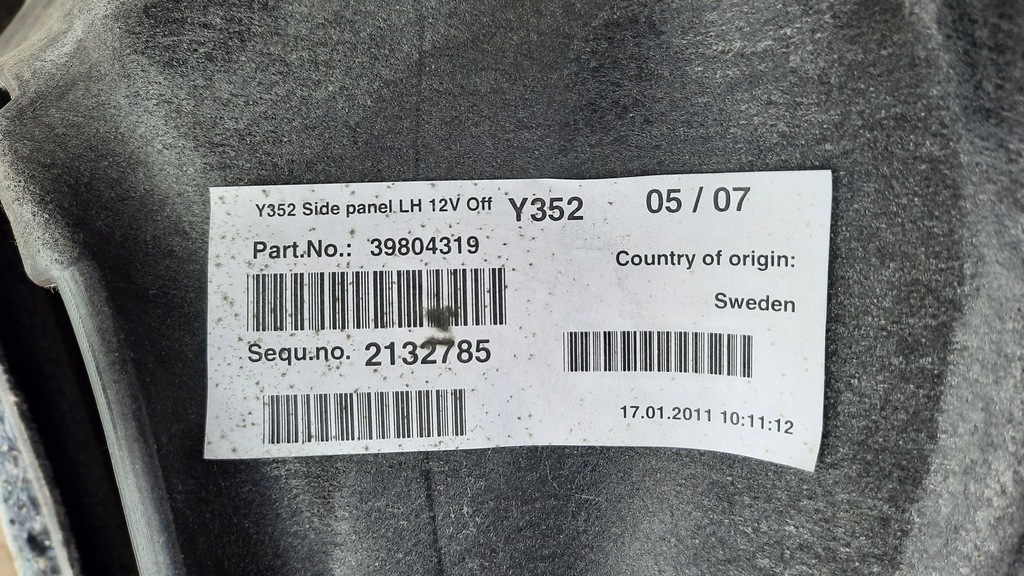 Y352 Side panel LH 12V Off
Y352
05 / 07
Part.No.: 39804319
Country of origin:
Sweden
Sequ.no. 2132785
17.01.2011 10:11:12